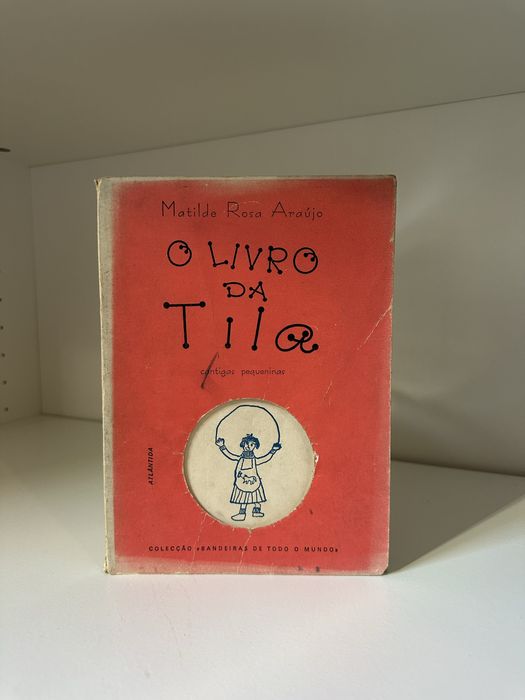 Matilde Rosa Araújo
O LIVRO
DA
Tila
cantigas pequeninas
ATLÂNTIDA
COLECÇÃO «BANDEIRAS DE TODO O MUNDO»